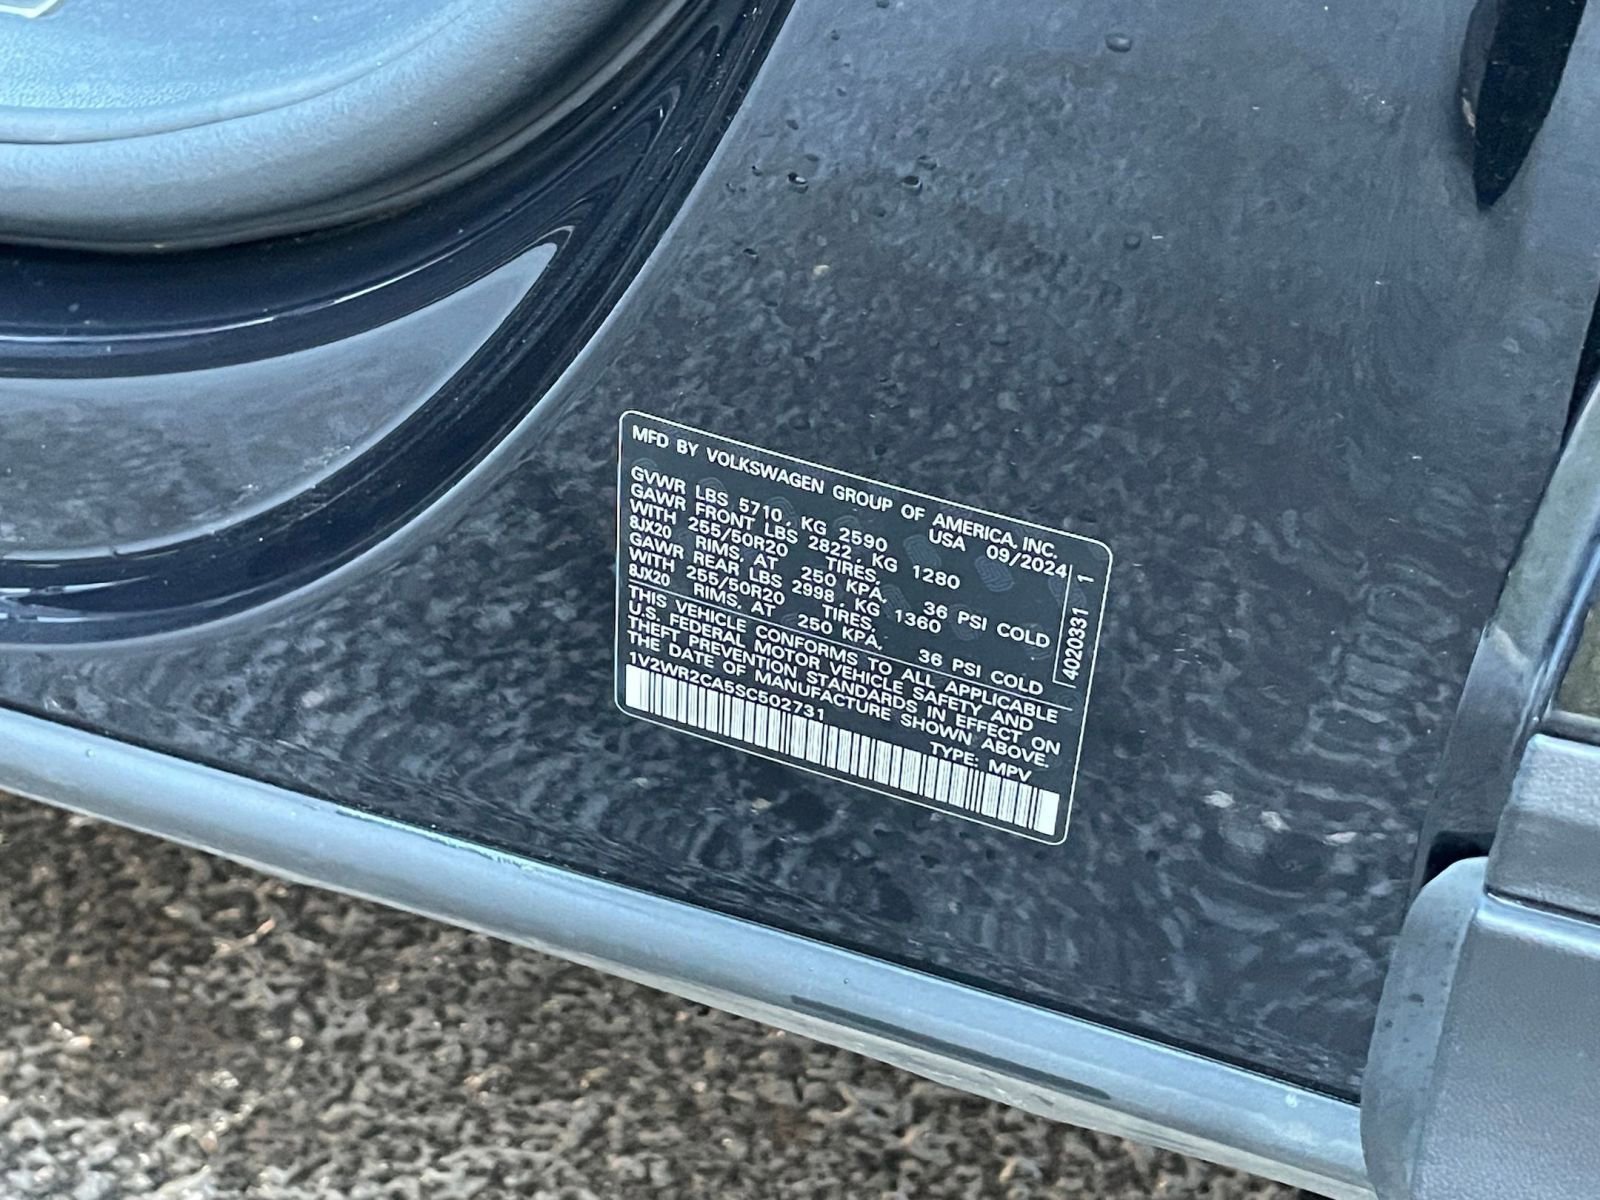 MFD BY VOLKSWAGEN GROUP OF AMERICA, INC.
USA 09/2024
GVWR LBS 5710, KG 2590
GAWR FRONT LBS 2822, KG 1280
WITH 255/50R20 TIRES,
8JX20 RIMS, AT 250 KPA, 36 PSI COLD
GAWR REAR LBS 2998, KG 1360
WITH 255/50R20 TIRES,
8JX20 RIMS, AT 250 KPA, 36 PSI COLD
THIS VEHICLE CONFORMS TO ALL APPLICABLE
U.S. FEDERAL MOTOR VEHICLE SAFETY AND
THEFT PREVENTION STANDARDS IN EFFECT ON
THE DATE OF MANUFACTURE SHOWN ABOVE.
1V2WR2CA5SC502731 TYPE: MPV
4020331 1